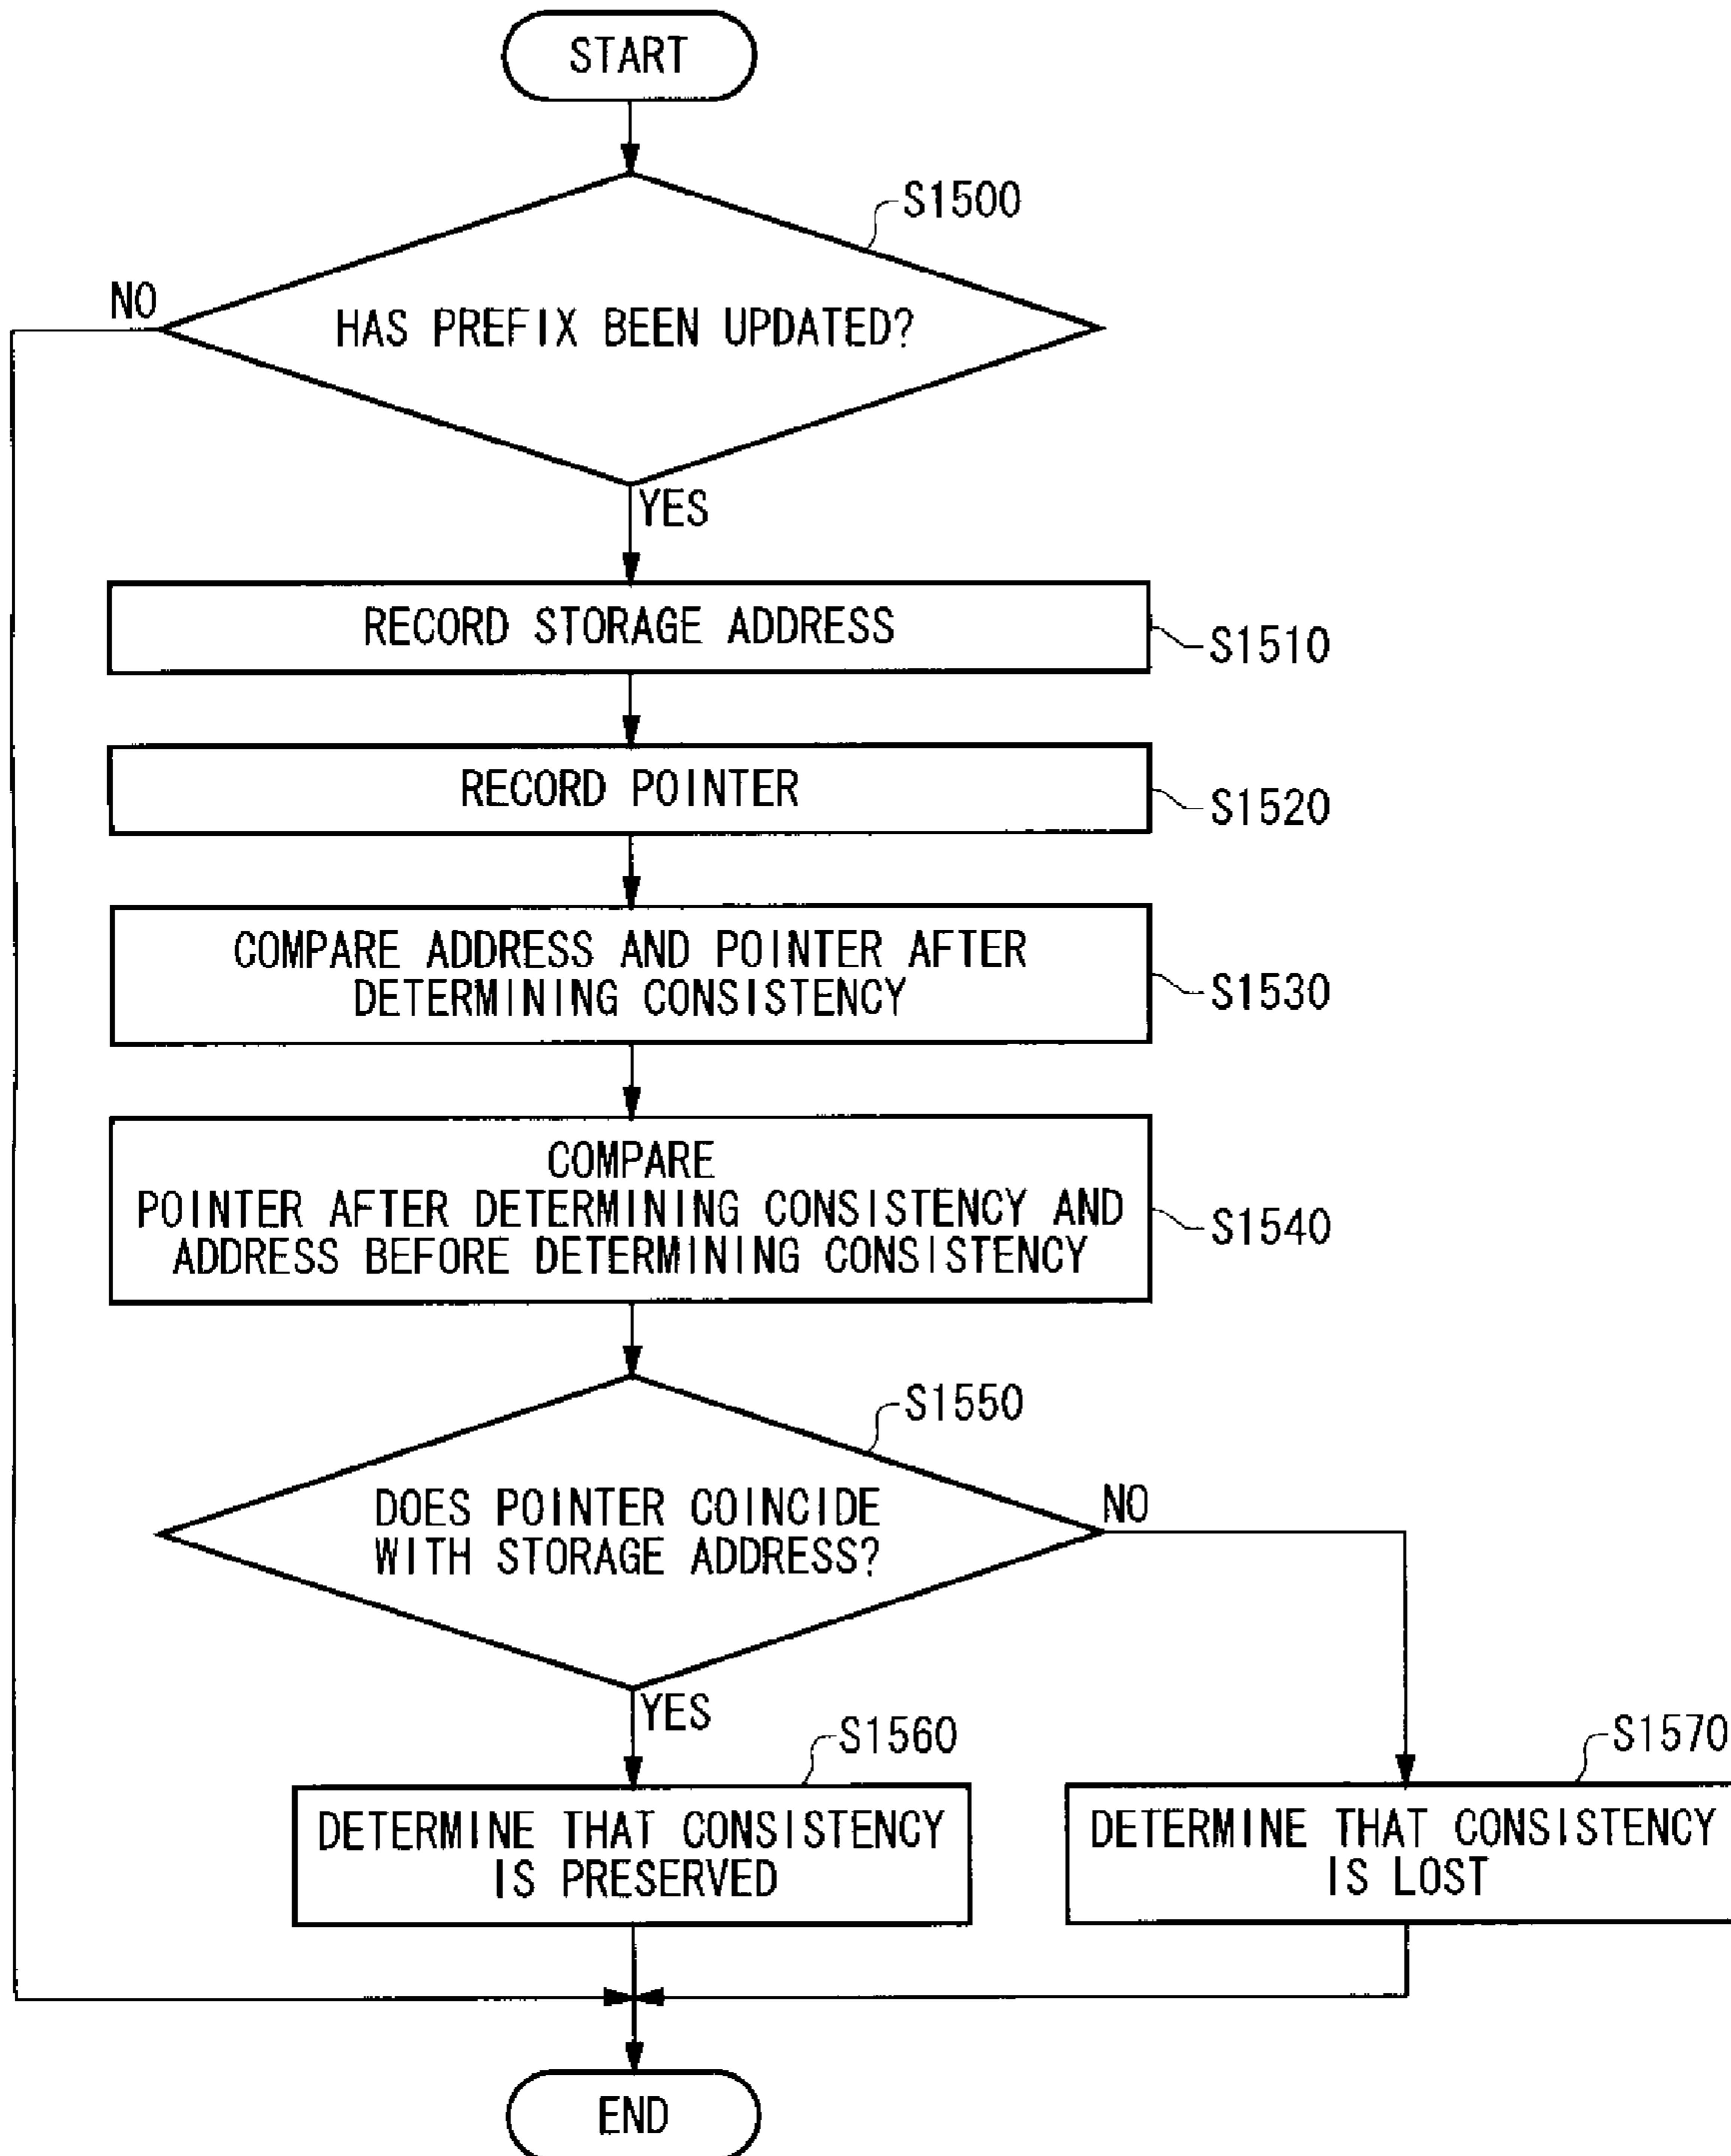 START
S1500
NO
HAS PREFIX BEEN UPDATED?
YES
RECORD STORAGE ADDRESS
S1510
RECORD POINTER
S1520
COMPARE ADDRESS AND POINTER AFTER
DETERMINING CONSISTENCY
S1530
COMPARE
POINTER AFTER DETERMINING CONSISTENCY AND
ADDRESS BEFORE DETERMINING CONSISTENCY
S1540
S1550
DOES POINTER COINCIDE
WITH STORAGE ADDRESS?
NO
YES
S1560
S1570
DETERMINE THAT CONSISTENCY
IS PRESERVED
DETERMINE THAT CONSISTENCY
IS LOST
END